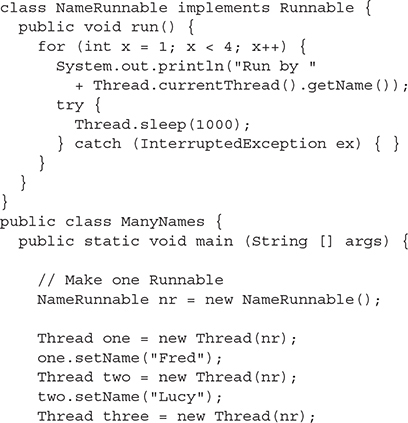 class NameRunnable implements Runnable {
  public void run() {
    for (int x = 1; x < 4; x++) {
      System.out.println("Run by "
        + Thread.currentThread().getName());
      try {
        Thread.sleep(1000);
      } catch (InterruptedException ex) { }
    }
  }
}
public class ManyNames {
  public static void main (String [] args) {

    // Make one Runnable
    NameRunnable nr = new NameRunnable();

    Thread one = new Thread(nr);
    one.setName("Fred");
    Thread two = new Thread(nr);
    two.setName("Lucy");
    Thread three = new Thread(nr);